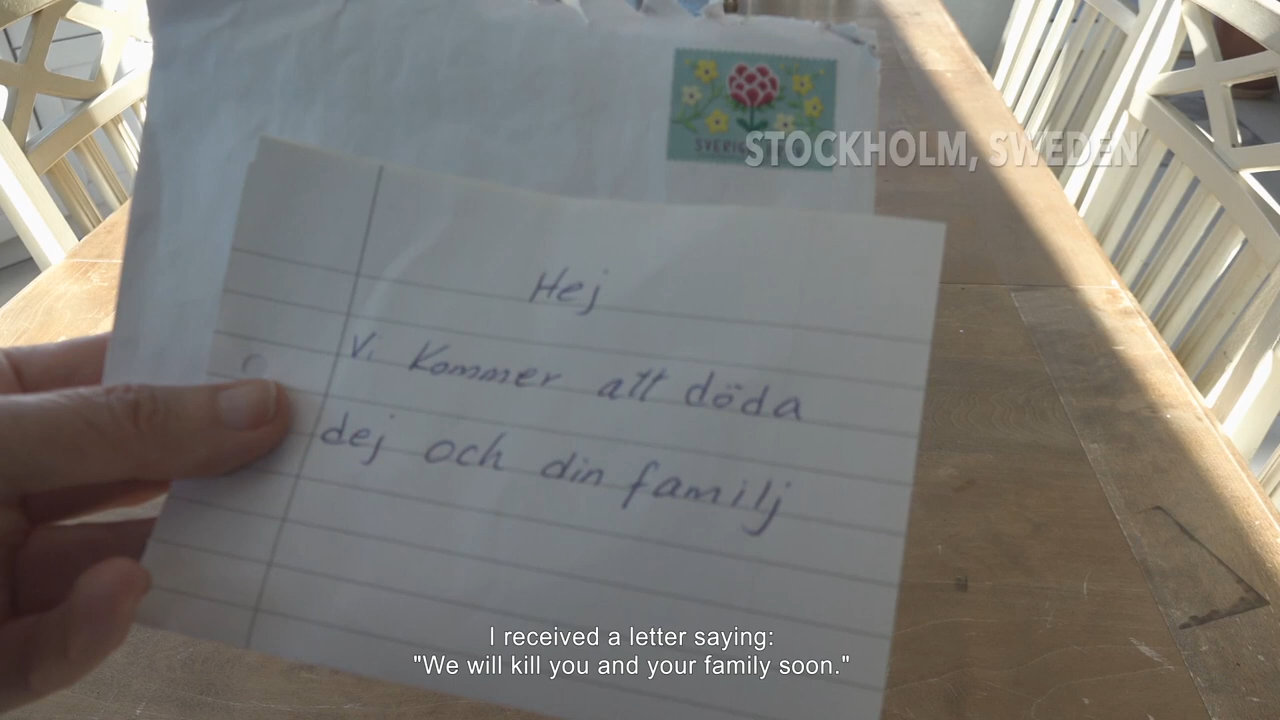 SVERIGE
STOCKHOLM, SWEDEN
Hej
Vi Kommer att döda
dej och din familj
I received a letter saying:
"We will kill you and your family soon."